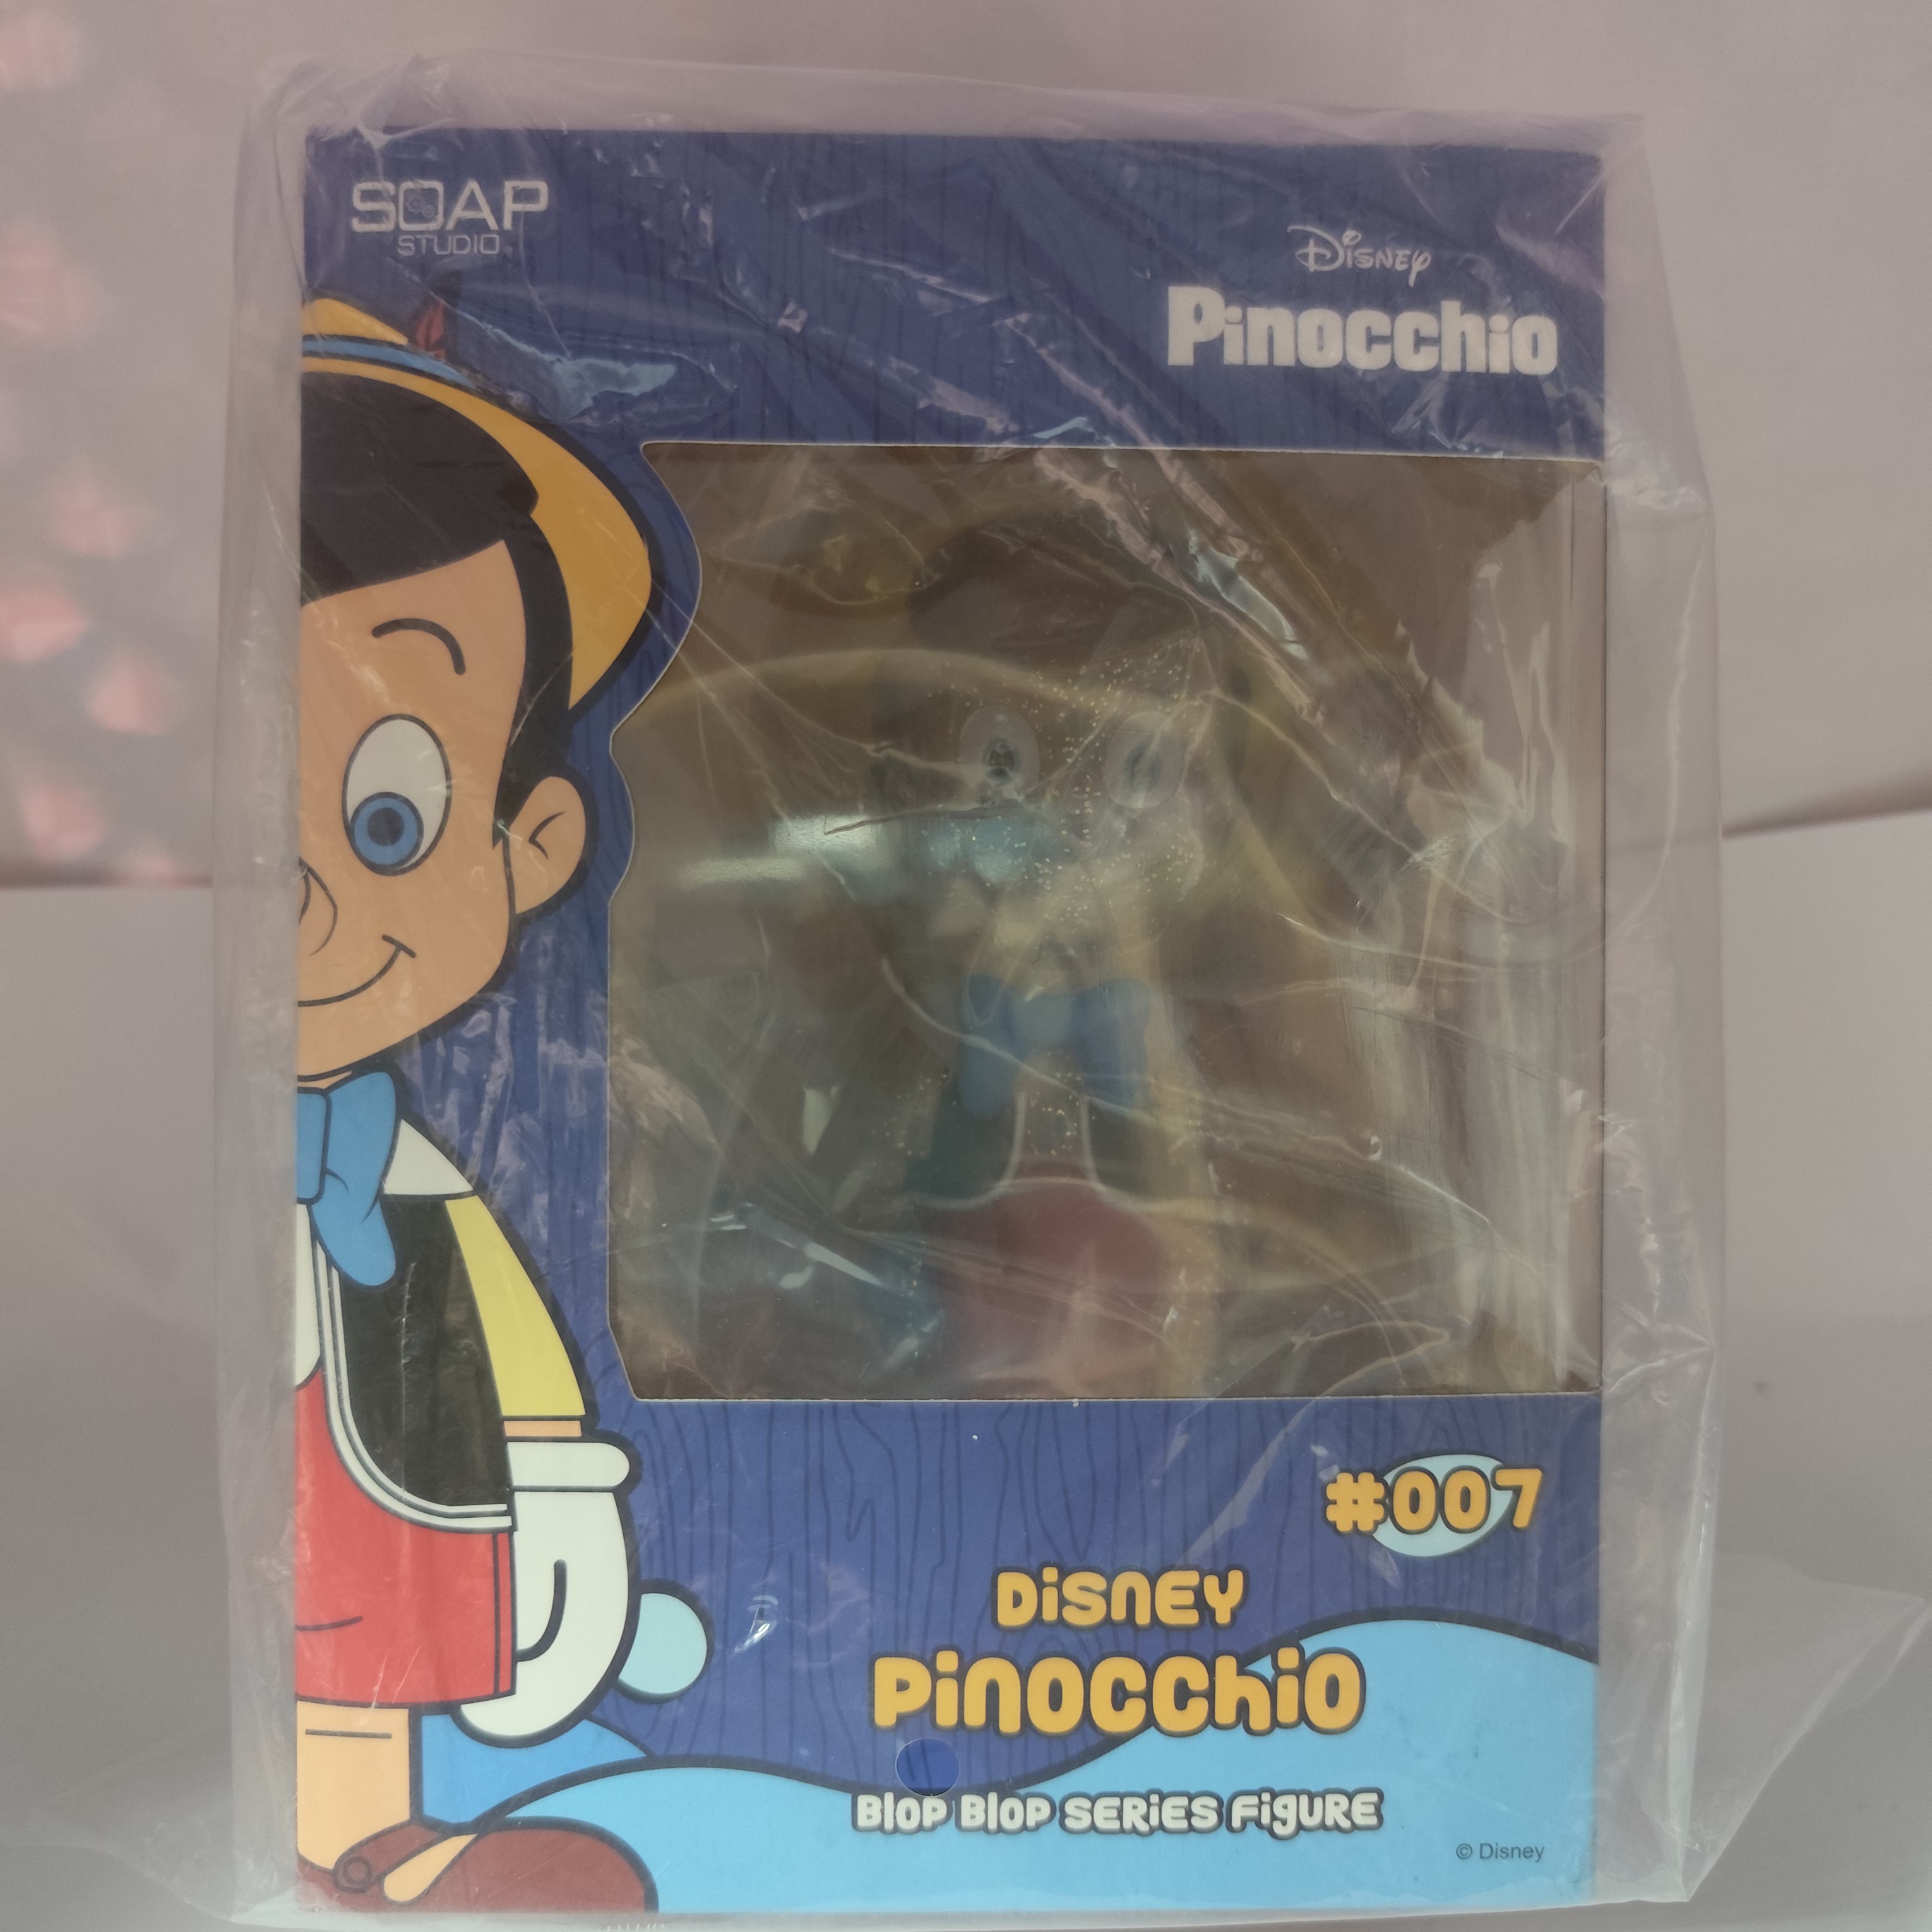 SOAP
STUDIO
Disney
Pinocchio
#007
Disney
Pinocchio
Blop Blop Series Figure
© Disney